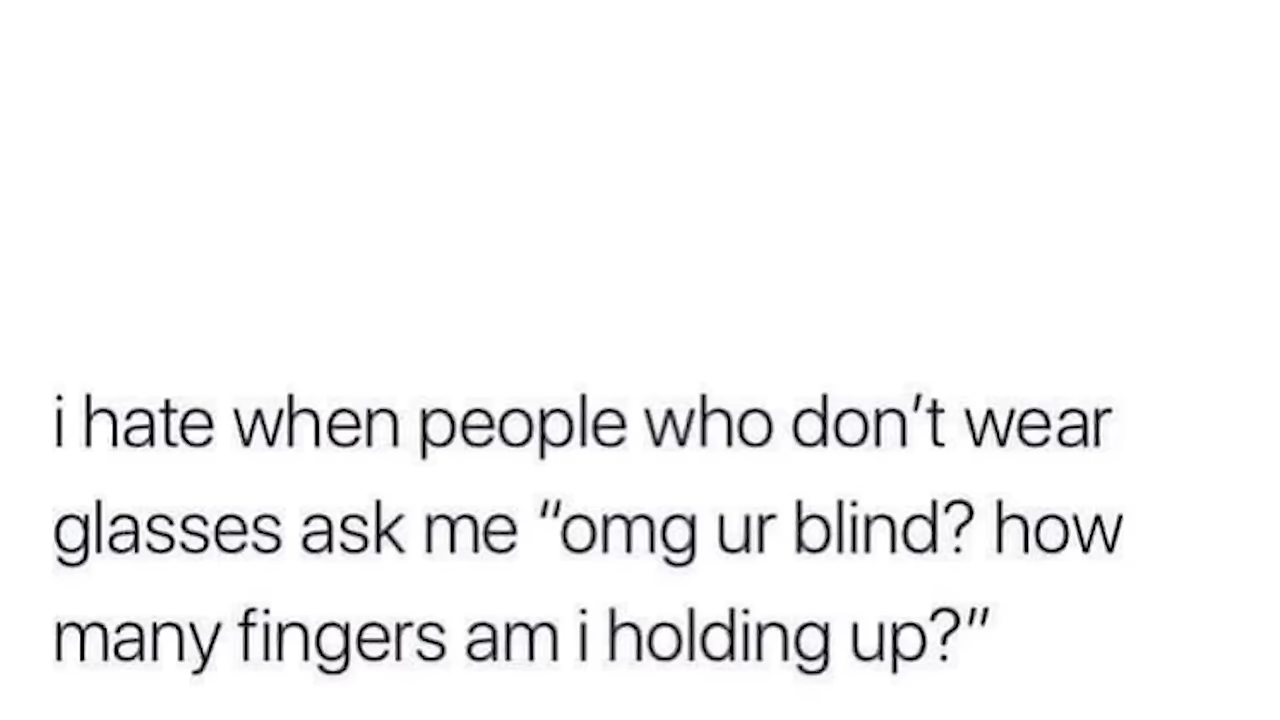 i hate when people who don’t wear
glasses ask me “omg ur blind? how
many fingers am i holding up?”